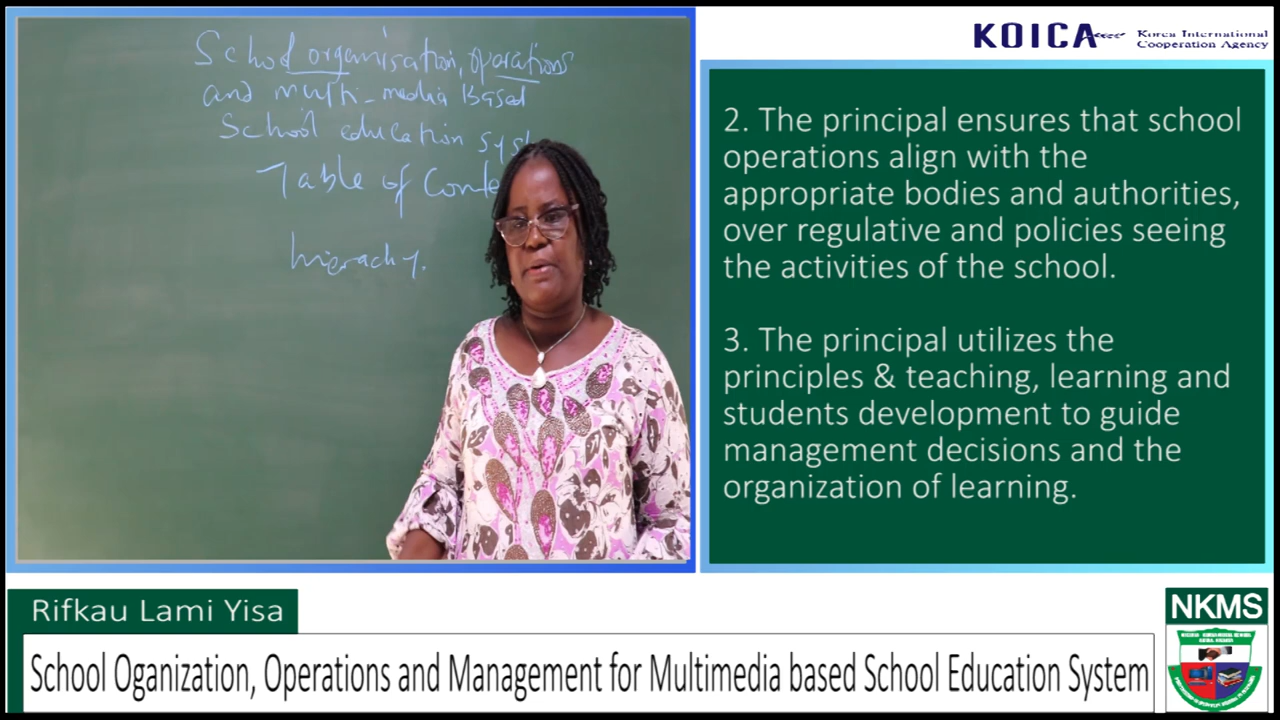 School organisation, operations
and multi-media Based
School education syst
Table of Conte
hierachy.
KOICA
Korea International
Cooperation Agency
2. The principal ensures that school
operations align with the
appropriate bodies and authorities,
over regulative and policies seeing
the activities of the school.
3. The principal utilizes the
principles & teaching, learning and
students development to guide
management decisions and the
organization of learning.
Rifkau Lami Yisa
School Oganization, Operations and Management for Multimedia based School Education System
NKMS